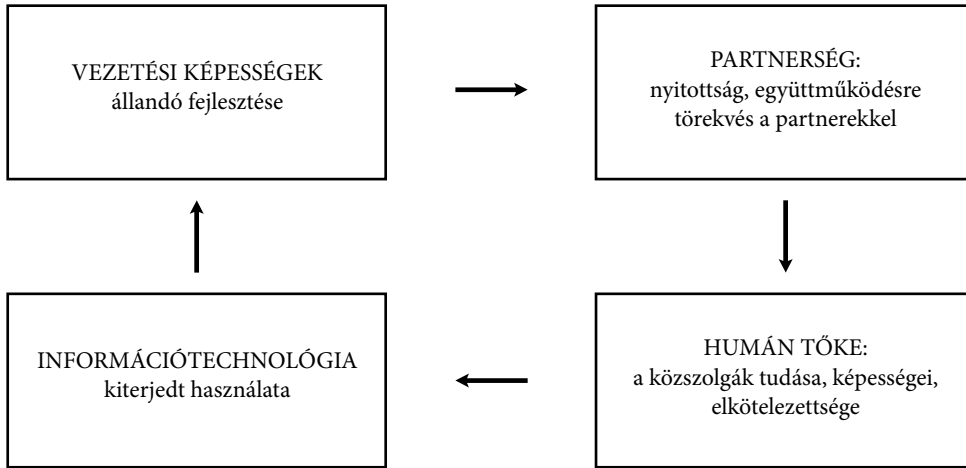 VEZETÉSI KÉPESSÉGEK
állandó fejlesztése
PARTNERSÉG:
nyitottság, együttműködésre
törekvés a partnerekkel
INFORMÁCIÓTECHNOLÓGIA
kiterjedt használata
HUMÁN TŐKE:
a közszolgák tudása, képességei,
elkötelezettsége